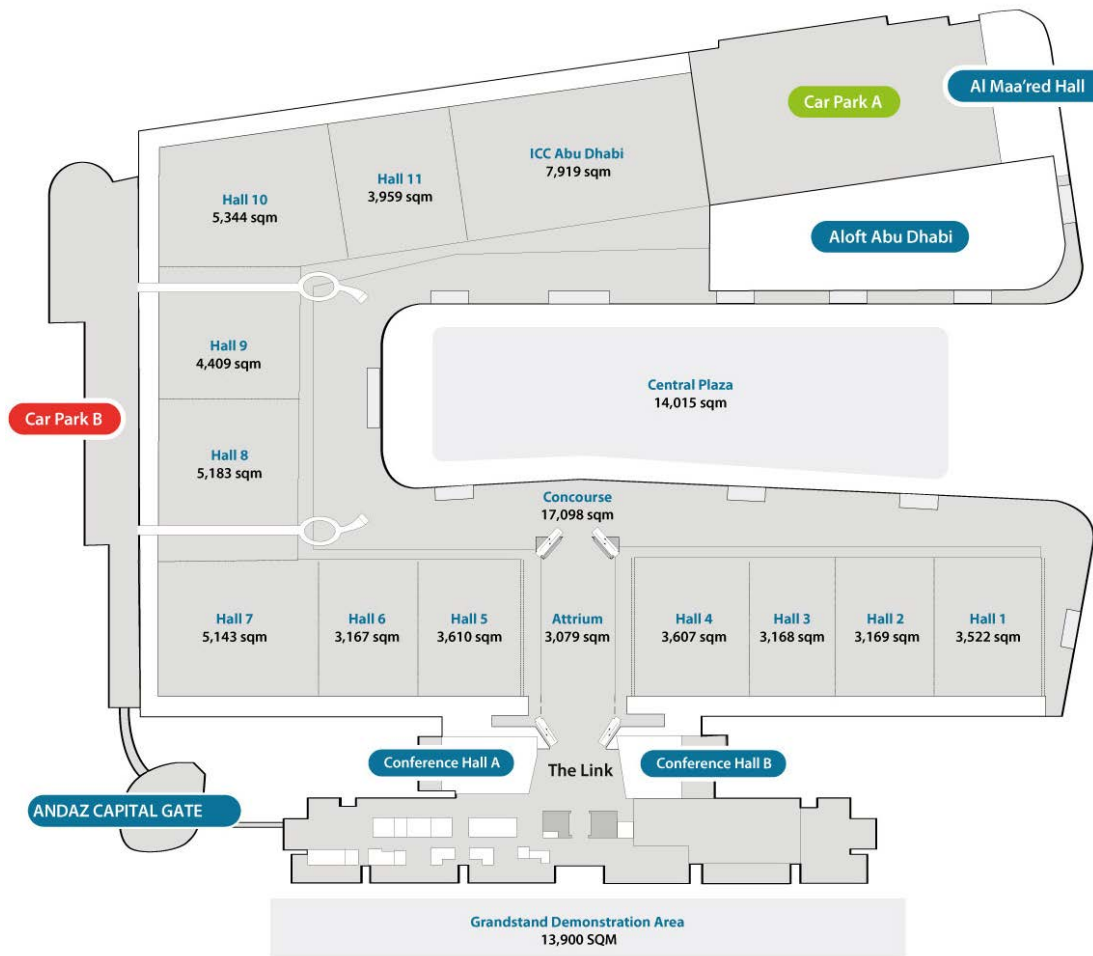 Al Maa'red Hall
Car Park A
ICC Abu Dhabi
7,919 sqm
Hall 11
3,959 sqm
Hall 10
5,344 sqm
Aloft Abu Dhabi
Hall 9
4,409 sqm
Central Plaza
14,015 sqm
Car Park B
Hall 8
5,183 sqm
Concourse
17,098 sqm
Hall 7
5,143 sqm
Hall 6
3,167 sqm
Hall 5
3,610 sqm
Attrium
3,079 sqm
Hall 4
3,607 sqm
Hall 3
3,168 sqm
Hall 2
3,169 sqm
Hall 1
3,522 sqm
Conference Hall A
The Link
Conference Hall B
ANDAZ CAPITAL GATE
Grandstand Demonstration Area
13,900 SQM